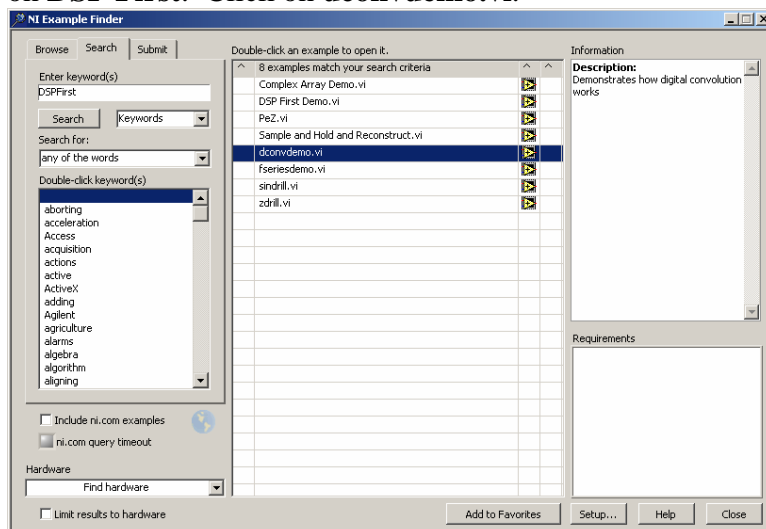 NI Example Finder
Browse
Search
Submit
Enter keyword(s)
DSPFirst
Search
Keywords
Search for:
any of the words
Double-click keyword(s)
aborting
acceleration
Access
acquisition
actions
active
ActiveX
adding
Agilent
agriculture
alarms
algebra
algorithm
aligning
Include ni.com examples
ni.com query timeout
Hardware
Find hardware
Limit results to hardware
Double-click an example to open it.
8 examples match your search criteria
Complex Array Demo.vi
DSP First Demo.vi
PeZ.vi
Sample and Hold and Reconstruct.vi
dconvdemo.vi
fseriesdemo.vi
sindrill.vi
zdrill.vi
Information
Description:
Demonstrates how digital convolution
works
Requirements
Add to Favorites
Setup...
Help
Close